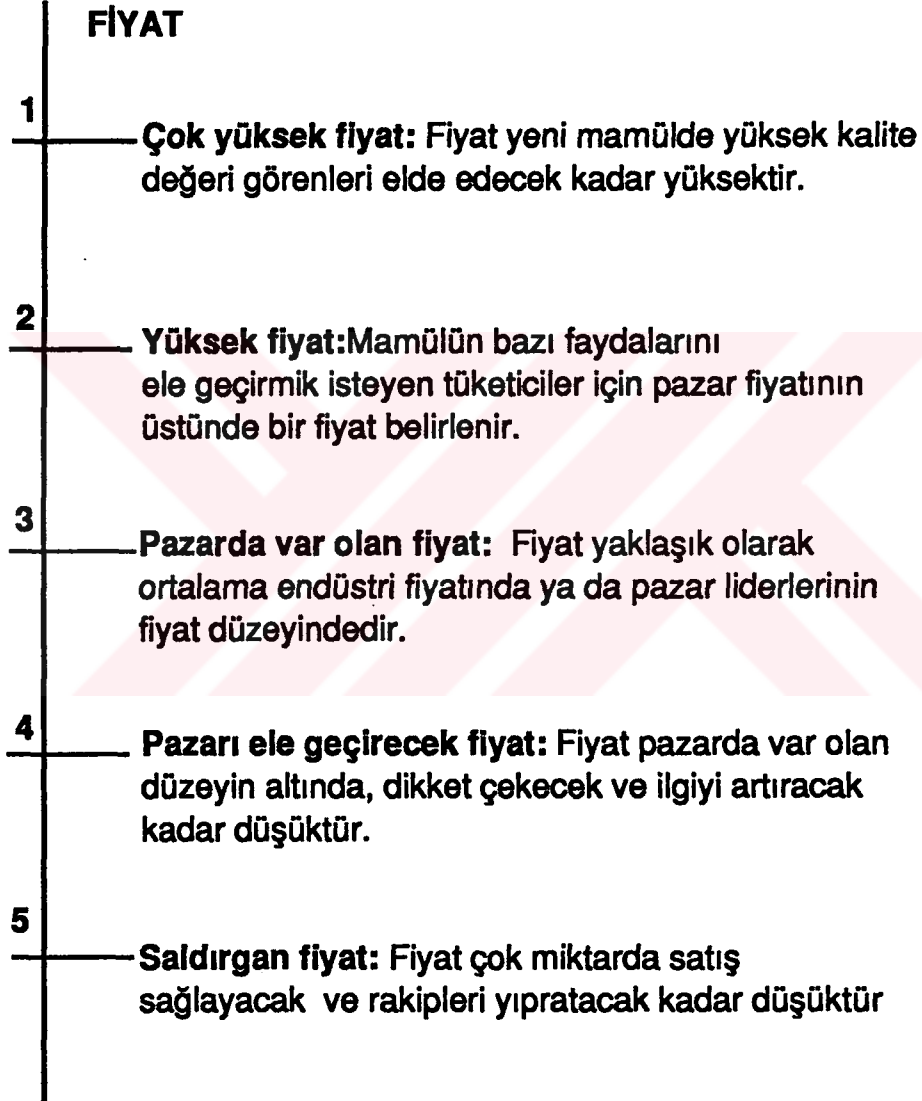 FİYAT
1
Çok yüksek fiyat: Fiyat yeni mamülde yüksek kalite
değeri görenleri elde edecek kadar yüksektir.
2
Yüksek fiyat:Mamülün bazı faydalarını
ele geçirmik isteyen tüketiciler için pazar fiyatının
üstünde bir fiyat belirlenir.
3
Pazarda var olan fiyat: Fiyat yaklaşık olarak
ortalama endüstri fiyatında ya da pazar liderlerinin
fiyat düzeyindedir.
4
Pazarı ele geçirecek fiyat: Fiyat pazarda var olan
düzeyin altında, dikket çekecek ve ilgiyi artıracak
kadar düşüktür.
5
Saldırgan fiyat: Fiyat çok miktarda satış
sağlayacak ve rakipleri yıpratacak kadar düşüktür